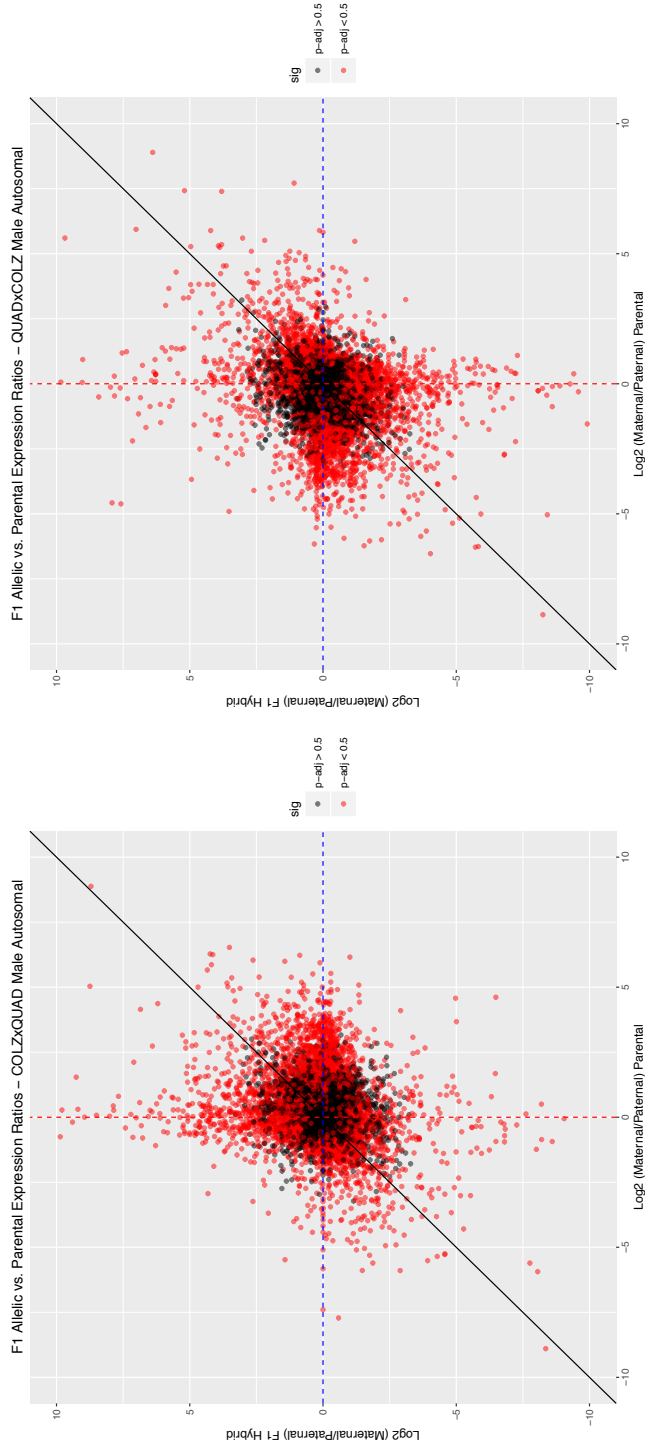 F1 Allelic vs. Parental Expression Ratios − COLZxQUAD Male Autosomal
Log2 (Maternal/Paternal) F1 Hybrid
10
5
0
−5
−10
−10
−5
0
5
10
Log2 (Maternal/Paternal) Parental
sig
p−adj > 0.5
p−adj < 0.5
F1 Allelic vs. Parental Expression Ratios − QUADxCOLZ Male Autosomal
Log2 (Maternal/Paternal) F1 Hybrid
10
5
0
−5
−10
−10
−5
0
5
10
Log2 (Maternal/Paternal) Parental
sig
p−adj > 0.5
p−adj < 0.5